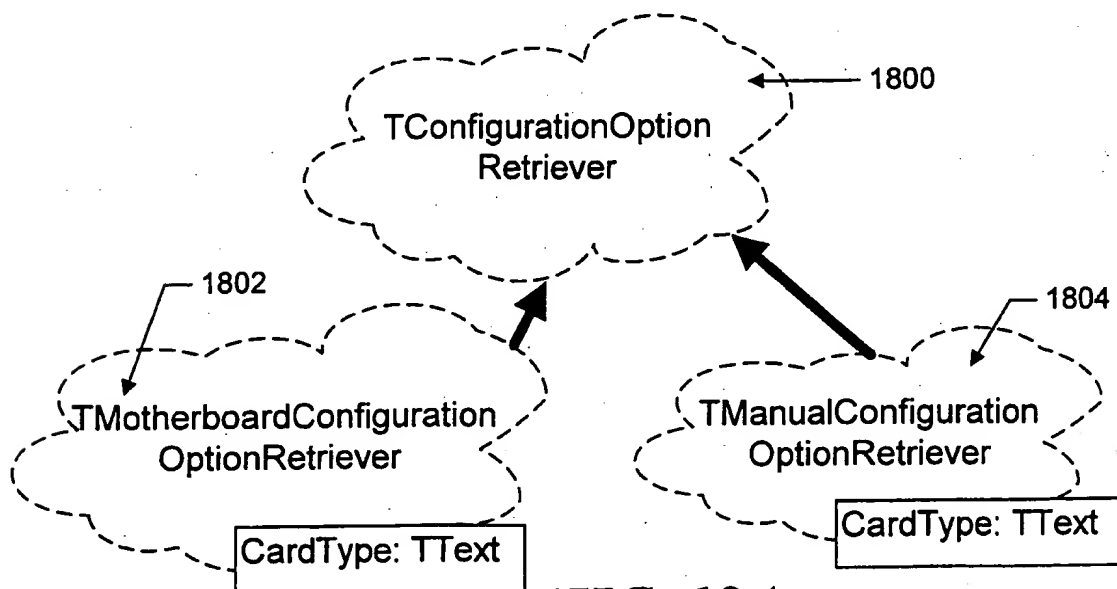 1800
TConfigurationOption
Retriever
1802
1804
TMotherboardConfiguration
OptionRetriever
TManualConfiguration
OptionRetriever
CardType: TText
CardType: TText